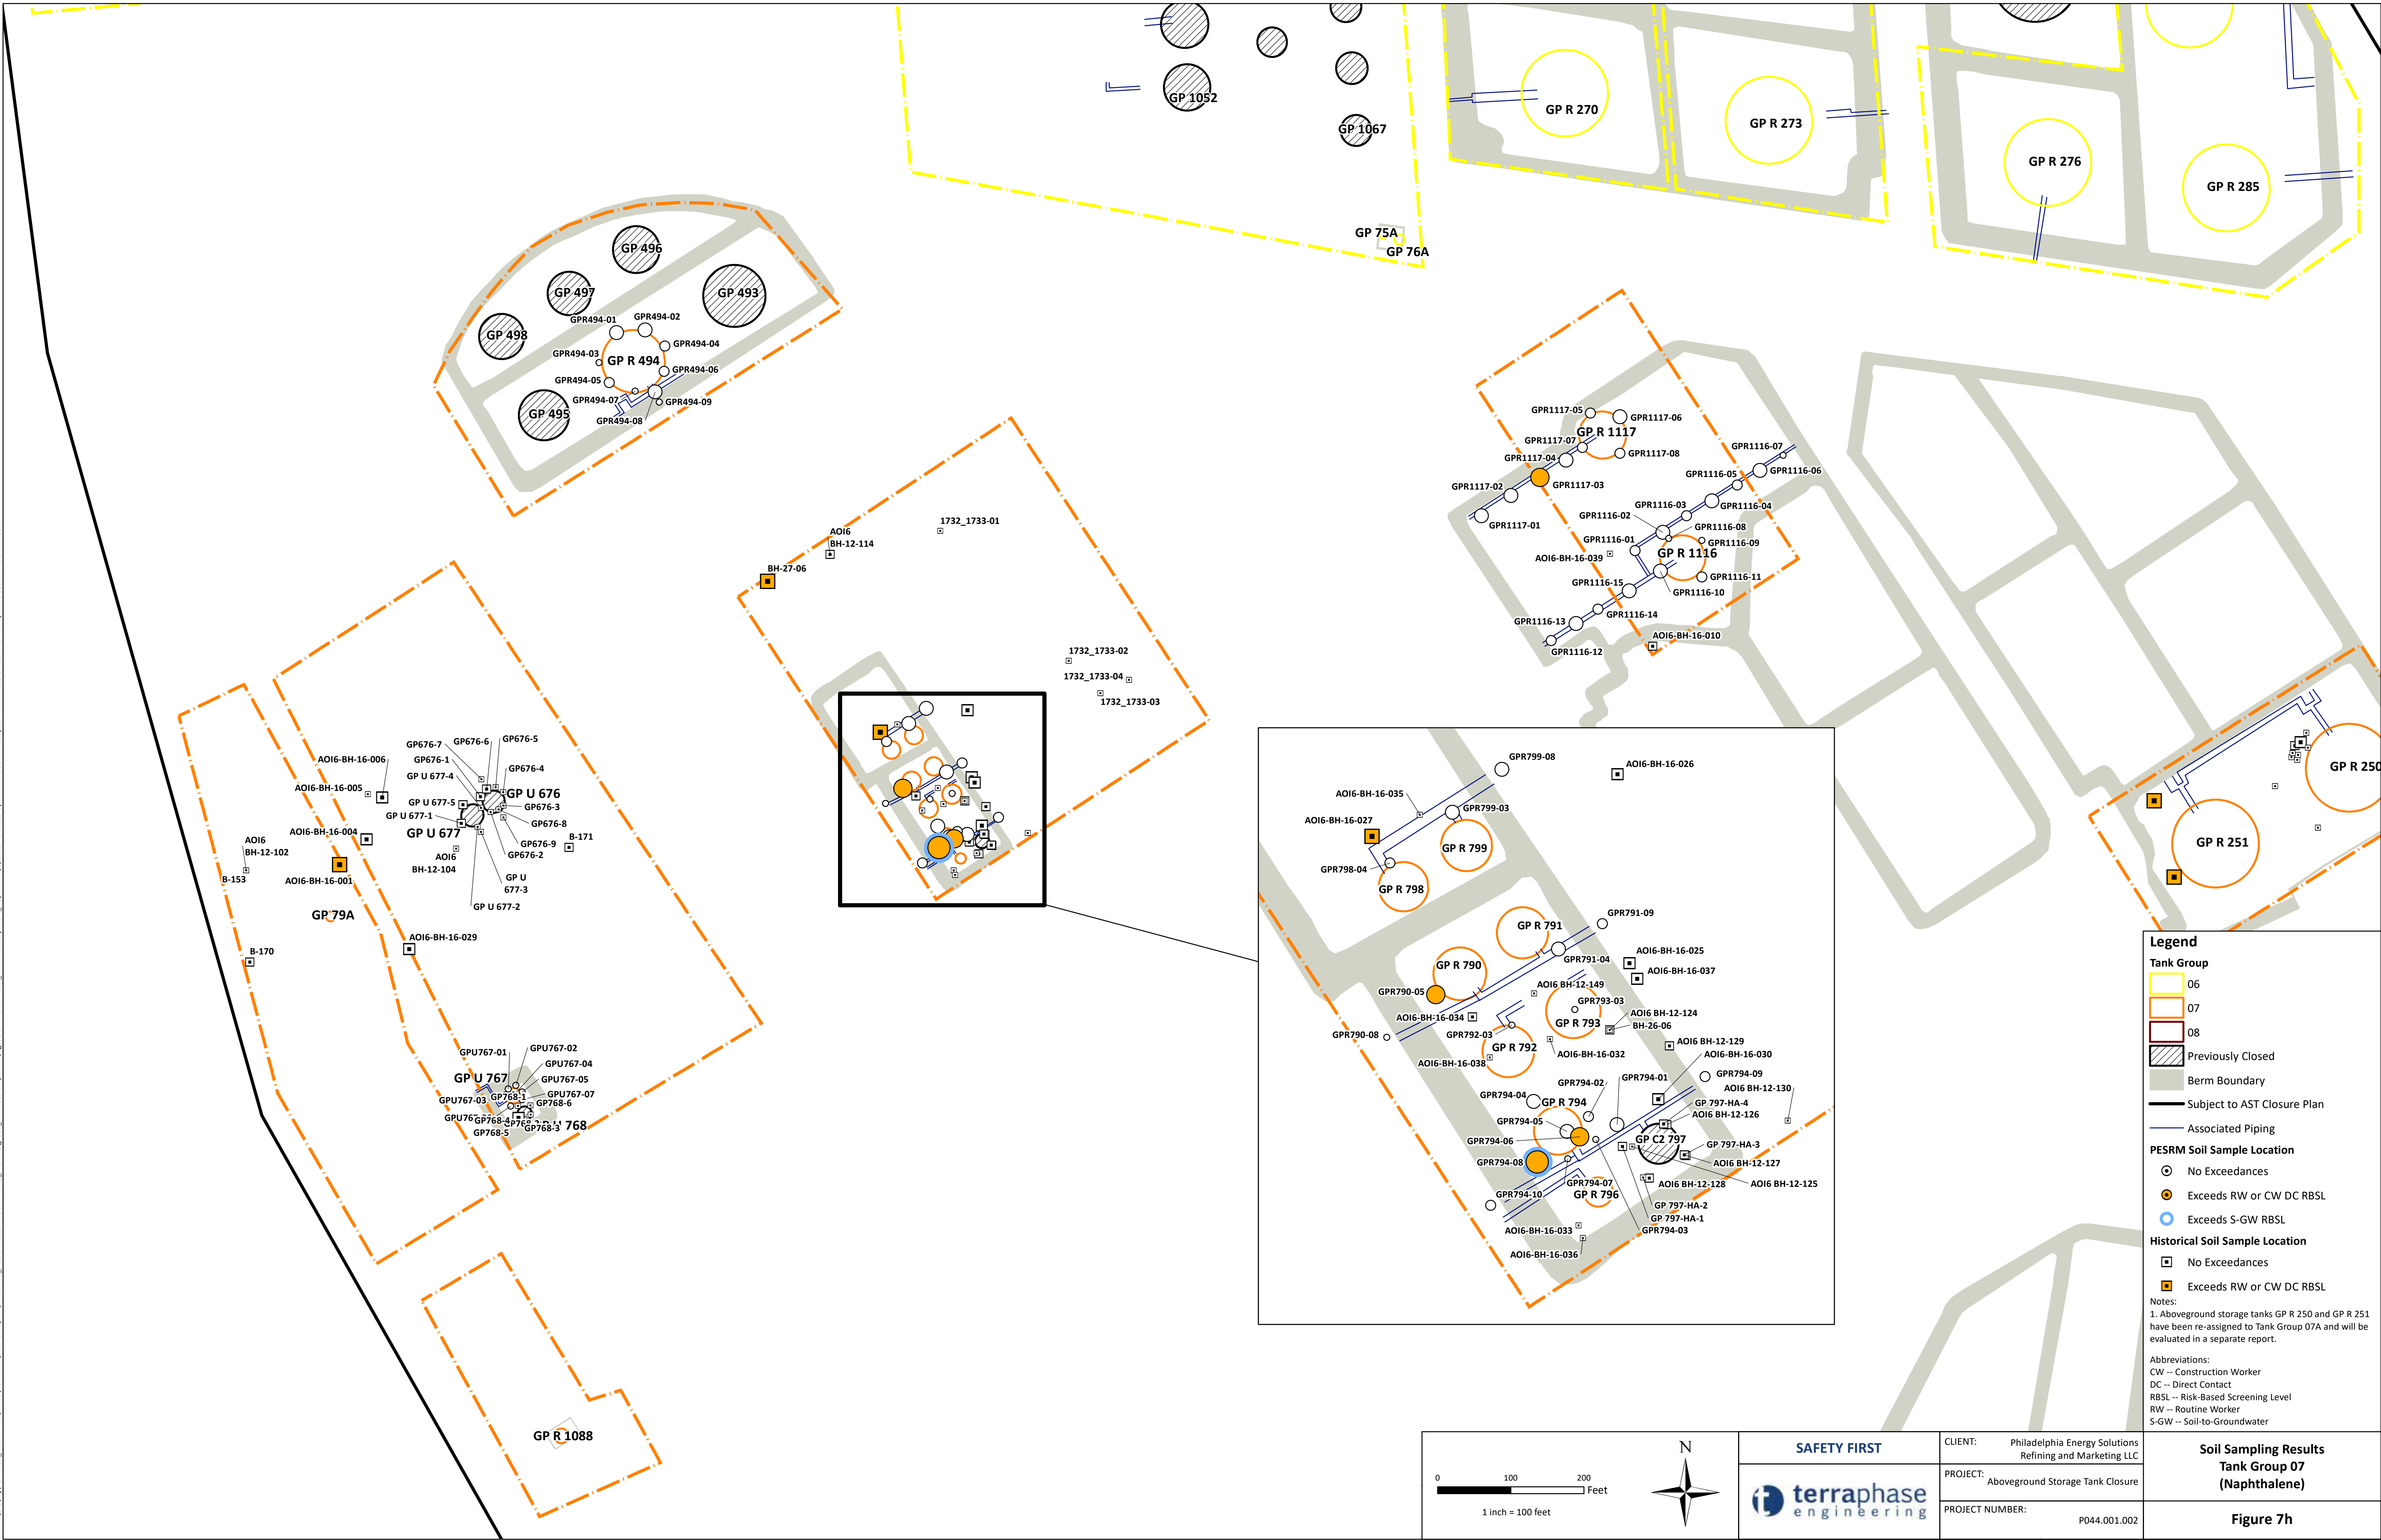 GP 1052
GP 1067
GP R 270
GP R 273
GP R 276
GP R 285
GP 75A
GP 76A
GP 496
GP 497
GP 493
GP 498
GP 495
GPR494-01
GPR494-02
GPR494-04
GPR494-03
GP R 494
GPR494-06
GPR494-05
GPR494-07
GPR494-09
GPR494-08
GPR1117-05
GPR1117-06
GP R 1117
GPR1117-07
GPR1117-08
GPR1117-04
GPR1117-03
GPR1117-02
GPR1117-01
GPR1116-07
GPR1116-06
GPR1116-05
GPR1116-04
GPR1116-03
GPR1116-02
GPR1116-08
GPR1116-01
GPR1116-09
AOI6-BH-16-039
GP R 1116
GPR1116-15
GPR1116-11
GPR1116-10
GPR1116-14
GPR1116-13
GPR1116-12
AOI6-BH-16-010
AOI6
BH-12-114
1732_1733-01
BH-27-06
1732_1733-02
1732_1733-04
1732_1733-03
GP R 250
GP R 251
GP676-7
GP676-6
GP676-5
AOI6-BH-16-006
GP676-1
GP676-4
GP U 677-4
AOI6-BH-16-005
GP U 676
GP U 677-5
GP676-3
GP U 677-1
GP676-8
AOI6-BH-16-004
GP U 677
GP676-9
B-171
AOI6
BH-12-102
AOI6
BH-12-104
GP676-2
B-153
AOI6-BH-16-001
GP U
677-3
GP U 677-2
GP 79A
AOI6-BH-16-029
B-170
GPU767-01
GPU767-02
GPU767-04
GP U 767
GPU767-05
GPU767-03
GP768-1
GPU767-07
GP768-6
GP768-4
GP768-3
GP768-5
768
GP R 1088
GPR799-08
AOI6-BH-16-026
AOI6-BH-16-035
GPR799-03
AOI6-BH-16-027
GP R 799
GPR798-04
GP R 798
GPR791-09
GP R 791
AOI6-BH-16-025
GPR791-04
GP R 790
AOI6-BH-16-037
AOI6 BH-12-149
GPR790-05
GPR793-03
AOI6 BH-12-124
AOI6-BH-16-034
GP R 793
BH-26-06
GPR790-08
GPR792-03
AOI6 BH-12-129
GP R 792
AOI6-BH-16-032
AOI6-BH-16-030
AOI6-BH-16-038
GPR794-09
GPR794-02
GPR794-01
AOI6 BH-12-130
GPR794-04
GP R 794
GP 797-HA-4
AOI6 BH-12-126
GPR794-05
GPR794-06
GP C2 797
GP 797-HA-3
GPR794-08
AOI6 BH-12-127
GPR794-07
AOI6 BH-12-128
AOI6 BH-12-125
GPR794-10
GP R 796
GP 797-HA-2
GP 797-HA-1
AOI6-BH-16-033
GPR794-03
AOI6-BH-16-036
Legend
Tank Group
06
07
08
Previously Closed
Berm Boundary
Subject to AST Closure Plan
Associated Piping
PESRM Soil Sample Location
No Exceedances
Exceeds RW or CW DC RBSL
Exceeds S-GW RBSL
Historical Soil Sample Location
No Exceedances
Exceeds RW or CW DC RBSL
Notes:
1. Aboveground storage tanks GP R 250 and GP R 251
have been re-assigned to Tank Group 07A and will be
evaluated in a separate report.
Abbreviations:
CW -- Construction Worker
DC -- Direct Contact
RBSL -- Risk-Based Screening Level
RW -- Routine Worker
S-GW -- Soil-to-Groundwater
0 100 200
Feet
1 inch = 100 feet
N
SAFETY FIRST
terraphase
engineering
CLIENT: Philadelphia Energy Solutions
Refining and Marketing LLC
PROJECT: Aboveground Storage Tank Closure
PROJECT NUMBER: P044.001.002
Soil Sampling Results
Tank Group 07
(Naphthalene)
Figure 7h